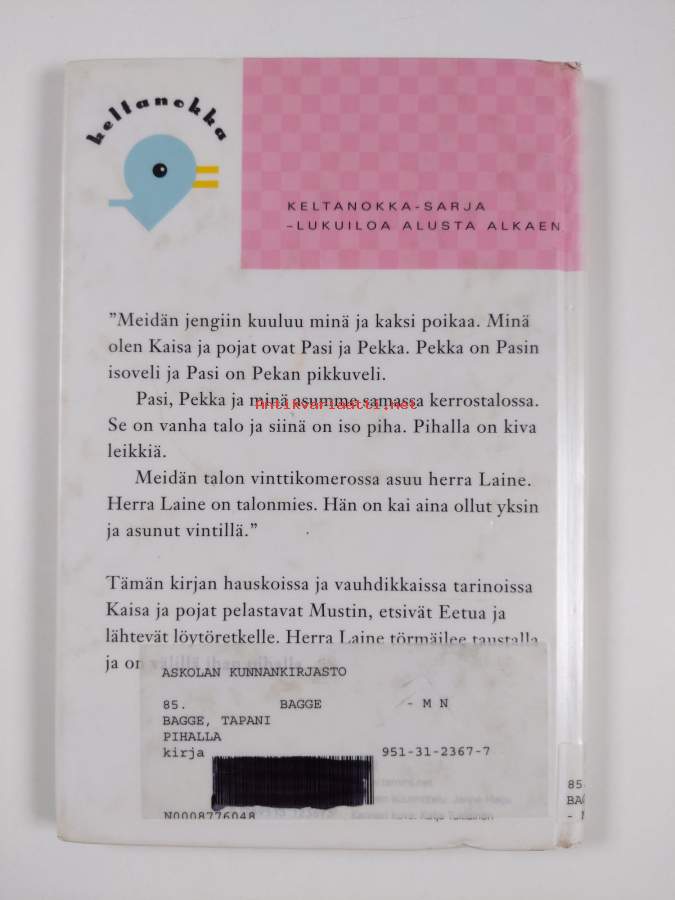 keltanokka
KELTANOKKA-SARJA
–LUKUILOA ALUSTA ALKAEN
”Meidän jengiin kuuluu minä ja kaksi poikaa. Minä
olen Kaisa ja pojat ovat Pasi ja Pekka. Pekka on Pasin
isoveli ja Pasi on Pekan pikkuveli.
Pasi, Pekka ja minä asumme samassa kerrostalossa.
Antikvariaatti.net
Se on vanha talo ja siinä on iso piha. Pihalla on kiva
leikkiä.
Meidän talon vinttikomerossa asuu herra Laine.
Herra Laine on talonmies. Hän on kai aina ollut yksin
ja asunut vintillä.”
Tämän kirjan hauskoissa ja vauhdikkaissa tarinoissa
Kaisa ja pojat pelastavat Mustin, etsivät Eetua ja
lähtevät löytöretkelle. Herra Laine törmäilee taustalla
ja on välillä ihan pihalla.
ASKOLAN KUNNANKIRJASTO
85. BAGGE - M N
BAGGE, TAPANI
PIHALLA
kirja 951-31-2367-7
N0008776048
85
BA